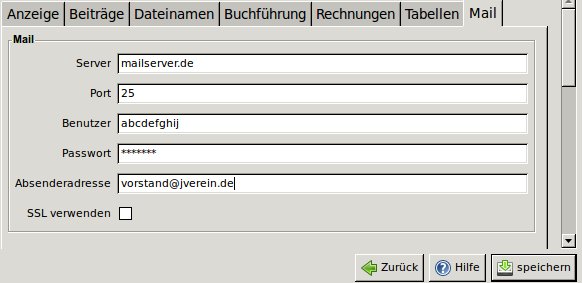 Anzeige Beiträge Dateinamen Buchführung Rechnungen Tabellen Mail
Mail
Server mailserver.de
Port 25
Benutzer abcdefghij
Passwort *******
Absenderadresse vorstand@jverein.de
SSL verwenden
Zurück Hilfe speichern